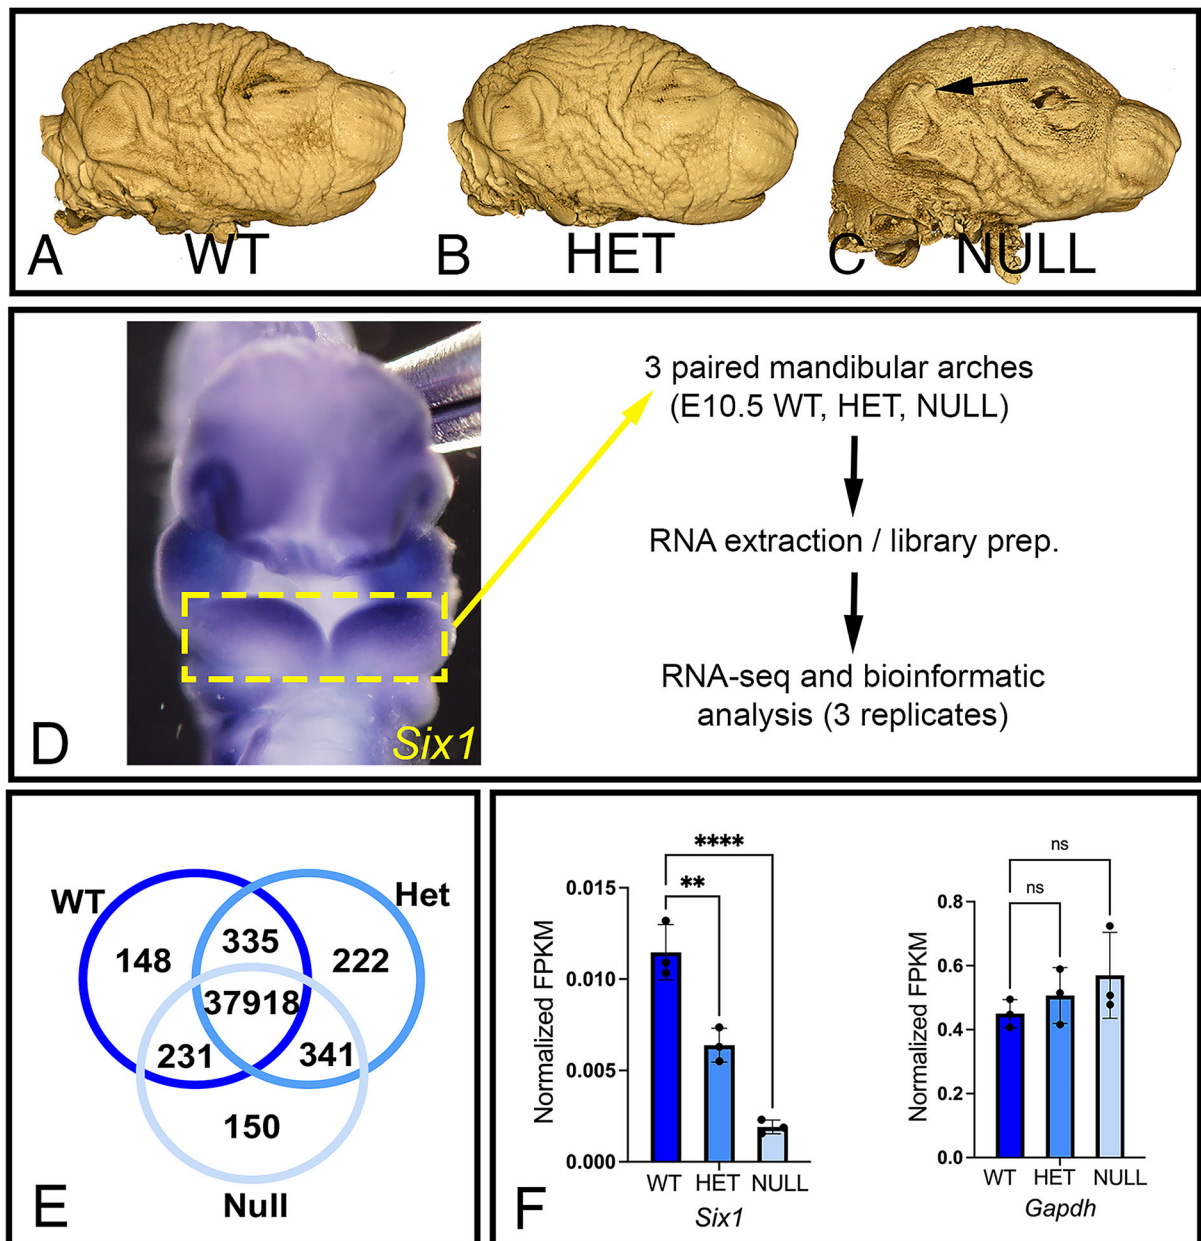 A WT
B HET
C NULL
3 paired mandibular arches
(E10.5 WT, HET, NULL)
RNA extraction / library prep.
RNA-seq and bioinformatic
analysis (3 replicates)
Six1
D
WT
Het
148
335
222
37918
231
341
150
Null
E
****
**
0.015
0.010
0.005
0.000
Normalized FPKM
WT HET NULL
Six1
ns
ns
0.8
0.6
0.4
0.2
0.0
Normalized FPKM
WT HET NULL
Gapdh
F